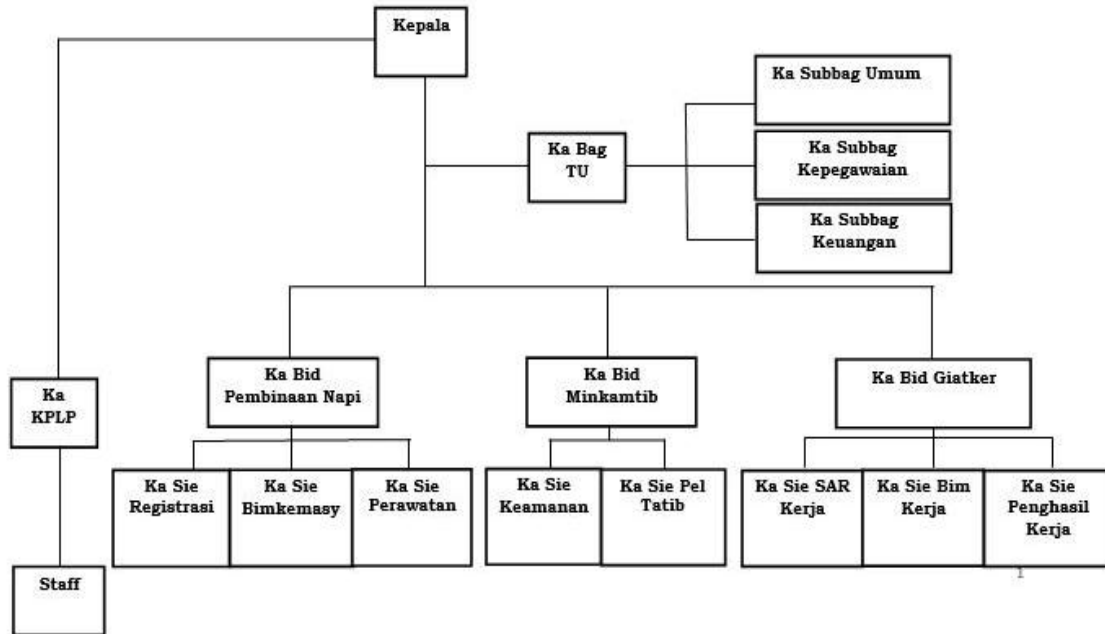 Kepala
Ka Subbag Umum
Ka Bag
TU
Ka Subbag
Kepegawaian
Ka Subbag
Keuangan
Ka
KPLP
Ka Bid
Pembinaan Napi
Ka Bid
Minkamtib
Ka Bid Giatker
Ka Sie
Registrasi
Ka Sie
Bimkemasy
Ka Sie
Perawatan
Ka Sie
Keamanan
Ka Sie Pel
Tatib
Ka Sie SAR
Kerja
Ka Sie Bim
Kerja
Ka Sie
Penghasil
Kerja
Staff
1